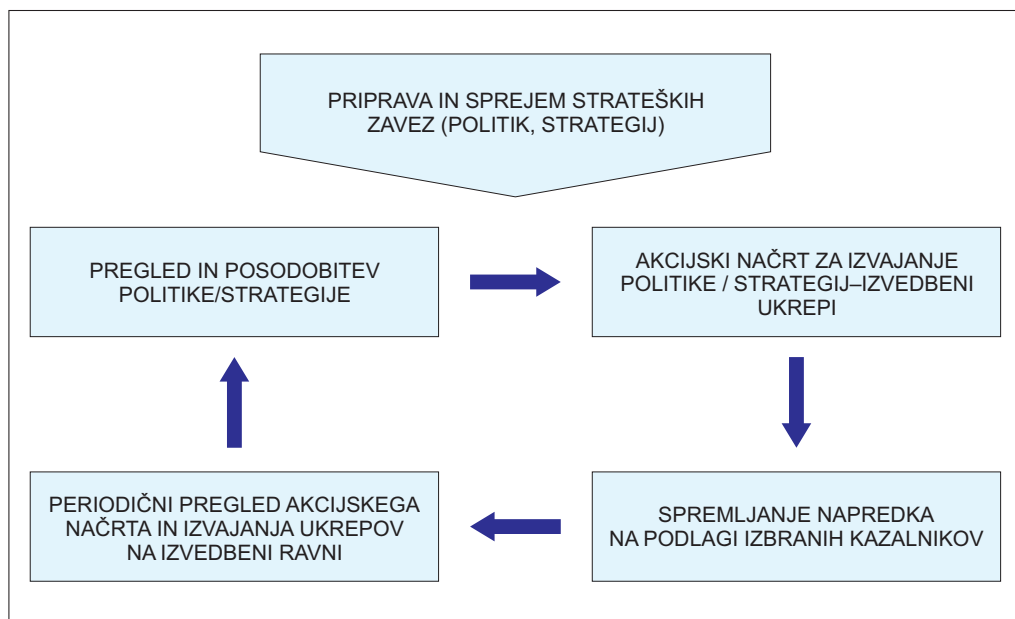 PRIPRAVA IN SPREJEM STRATEŠKIH
ZAVEZ (POLITIK, STRATEGIJ)
PREGLED IN POSODOBITEV
POLITIKE/STRATEGIJE
AKCIJSKI NAČRT ZA IZVAJANJE
POLITIKE / STRATEGIJ–IZVEDBENI
UKREPI
PERIODIČNI PREGLED AKCIJSKEGA
NAČRTA IN IZVAJANJA UKREPOV
NA IZVEDBENI RAVNI
SPREMLJANJE NAPREDKA
NA PODLAGI IZBRANIH KAZALNIKOV